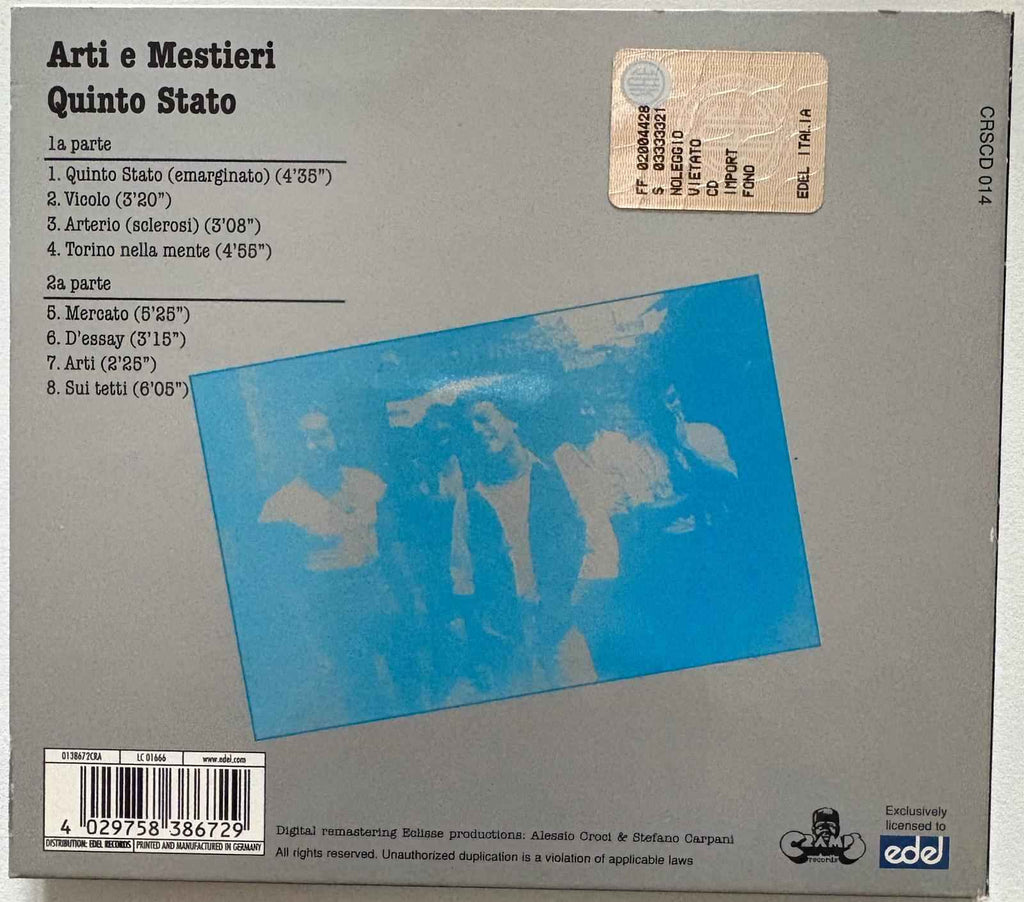 Arti e Mestieri
Quinto Stato
1a parte
1. Quinto Stato (emarginato) (4'35")
2. Vicolo (3'20")
3. Arterio (sclerosi) (3'08")
4. Torino nella mente (4'55")
2a parte
5. Mercato (5'25")
6. D'essay (3'15")
7. Arti (2'25")
8. Sui tetti (6'05")
FF 02004428
S 03333321
NOLEGGIO
VIETATO
CD
IMPORT
FONO
EDEL ITALIA
CRSCD 014
0138672CRA LC 01666 www.edel.com
4 029758 386729
DISTRIBUTION: EDEL RECORDS PRINTED AND MANUFACTURED IN GERMANY
Digital remastering Eclisse productions: Alessio Croci & Stefano Carpani
All rights reserved. Unauthorized duplication is a violation of applicable laws
CRAMPS
records
Exclusively
licensed to
edel